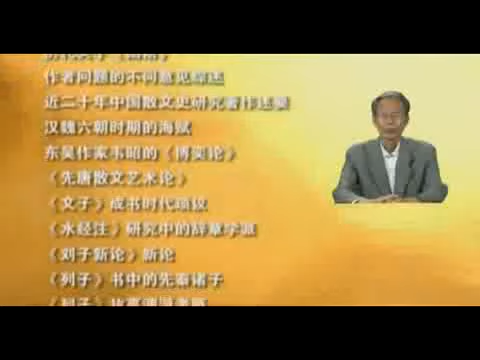 作者问题的不同意见综述
近二十年中国散文史研究著作述要
汉魏六朝时期的海赋
东吴作家韦昭的《博奕论》
《先唐散文艺术论》
《文子》成书时代琐议
《水经注》研究中的辞章学派
《刘子新论》新论
《列子》书中的先秦诸子